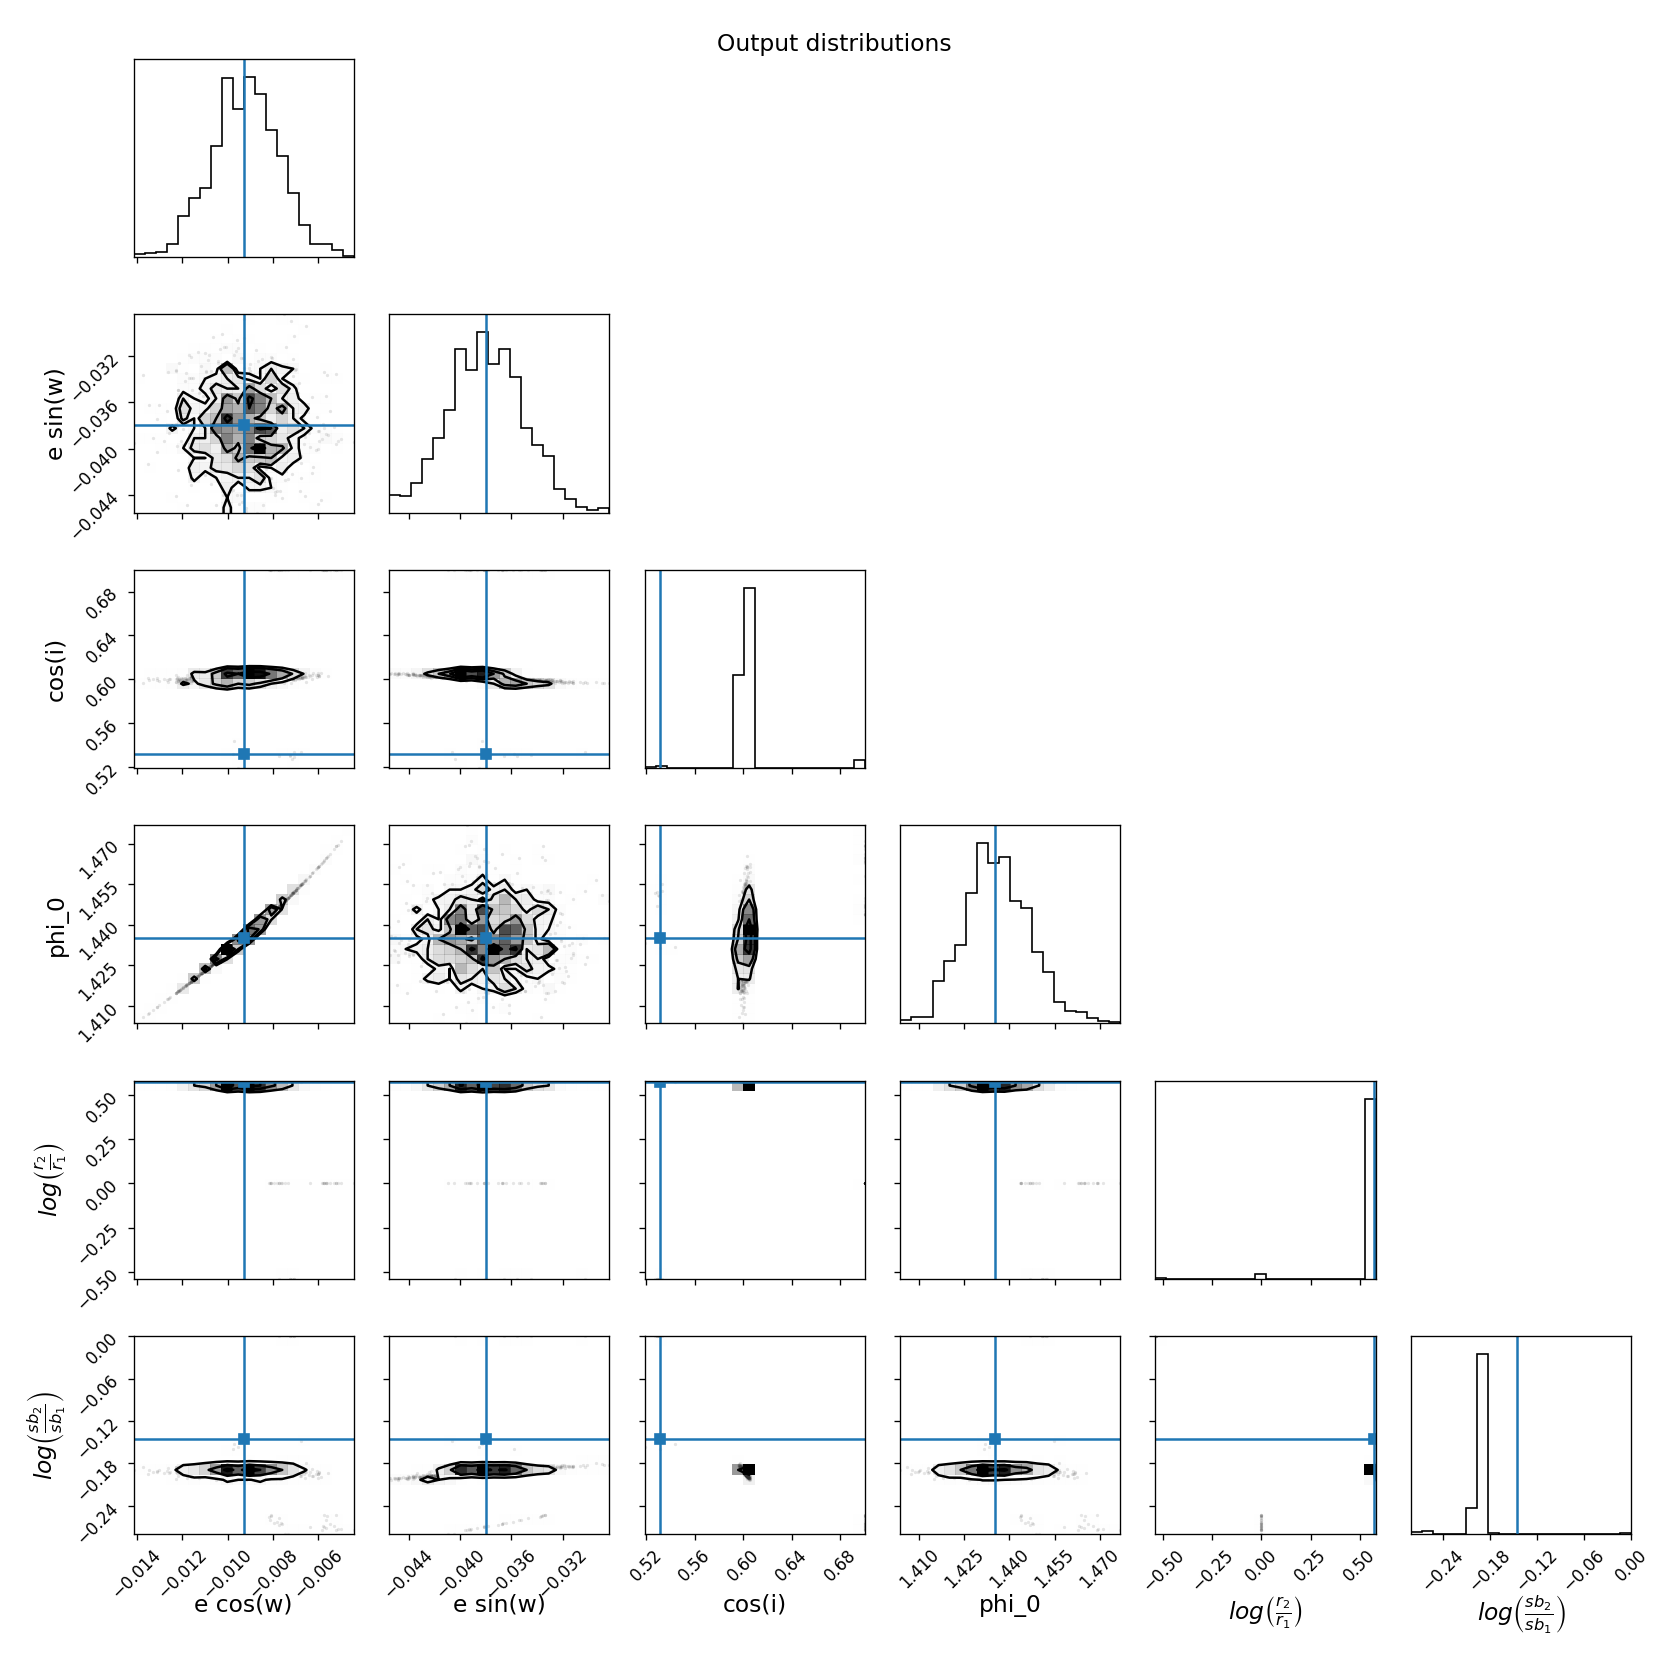 Output distributions
e sin(w)
−0.032
−0.036
−0.040
−0.044
cos(i)
0.68
0.64
0.60
0.56
0.52
phi_0
1.470
1.455
1.440
1.425
1.410
log(r₂/r₁)
0.50
0.25
0.00
−0.25
−0.50
log(sb₂/sb₁)
0.00
−0.06
−0.12
−0.18
−0.24
−0.014 −0.012 −0.010 −0.008 −0.006
−0.044 −0.040 −0.036 −0.032
0.52 0.56 0.60 0.64 0.68
1.410 1.425 1.440 1.455 1.470
−0.50 −0.25 0.00 0.25 0.50
−0.24 −0.18 −0.12 −0.06 0.00
e cos(w)
e sin(w)
cos(i)
phi_0
log(r₂/r₁)
log(sb₂/sb₁)